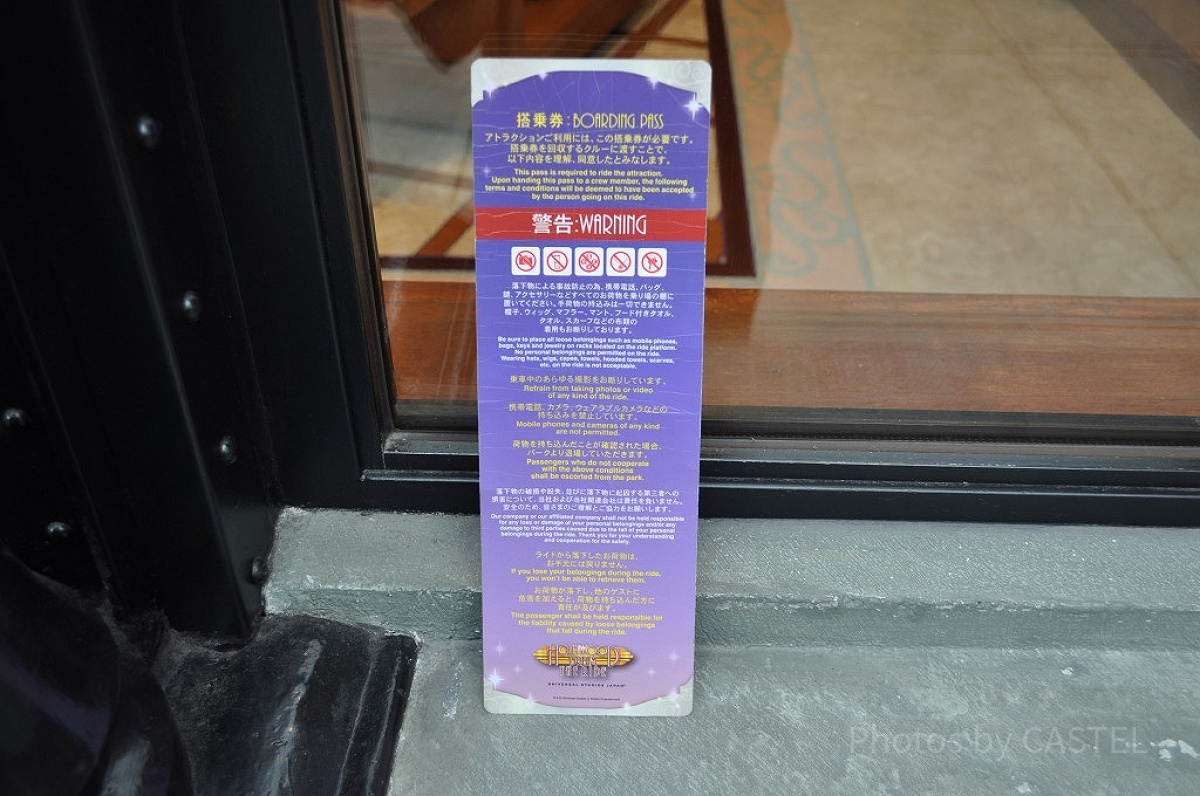 搭乗券:BOARDING PASS
アトラクションご利用には、この搭乗券が必要です。
搭乗券を回収するクルーに渡すことで、
以下内容を理解、同意したとみなします。
This pass is required to ride the attraction.
Upon handing this pass to a crew member, the following
terms and conditions will be deemed to have been accepted
by the person going on this ride.
警告:WARNING
落下物による事故防止の為、携帯電話、バッグ、
鍵、アクセサリーなどすべてのお荷物を乗り場の棚に
置いてください。手荷物の持込みは一切できません。
帽子、ウィッグ、マフラー、マント、フード付きタオル、
タオル、スカーフなどの布類の
着用もお断りしております。
Be sure to place all loose belongings such as mobile phones,
bags, keys and jewelry on racks located on the ride platform.
No personal belongings are permitted on the ride.
Wearing hats, wigs, capes, towels, hooded towels, scarves,
etc. on the ride is not acceptable.
乗車中のあらゆる撮影をお断りしています。
Refrain from taking photos or video
of any kind of the ride.
携帯電話、カメラ、ウェアラブルカメラなどの
持ち込みを禁止しています。
Mobile phones and cameras of any kind
are not permitted.
荷物を持ち込んだことが確認された場合、
パークより退場していただきます。
Passengers who do not cooperate
with the above conditions
shall be escorted from the park.
落下物の破損や紛失、並びに落下物に起因する第三者への
損害について、当社および当社関連会社は責任を負いません。
安全のため、皆さまのご理解とご協力をお願いします。
Our company or our affiliated company shall not be held responsible
for any loss or damage of your personal belongings and/or any
damage to third parties caused due to the fall of your personal
belongings during the ride. Thank you for your understanding
and cooperation for the safety.
ライドから落下したお荷物は、
お手元には戻りません。
If you lose your belongings during the ride,
you won't be able to retrieve them.
お荷物が落下し、他のゲストに
危害を加えると、荷物を持ち込んだ方に
責任が及びます。
The passenger shall be held responsible for
the liability caused by loose belongings
that fell during the ride.
HOLLYWOOD
DREAM
THE RIDE
UNIVERSAL STUDIOS JAPAN
Photos by CASTEL